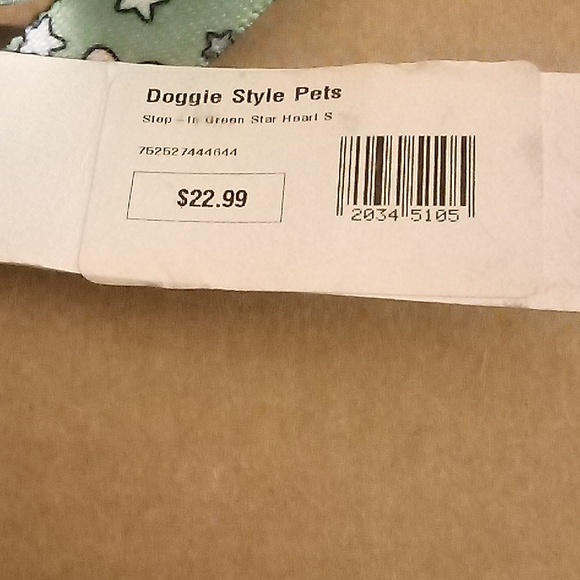 Doggie Style Pets
Step-In Green Star Heart S
752527444644
$22.99
2034 5105